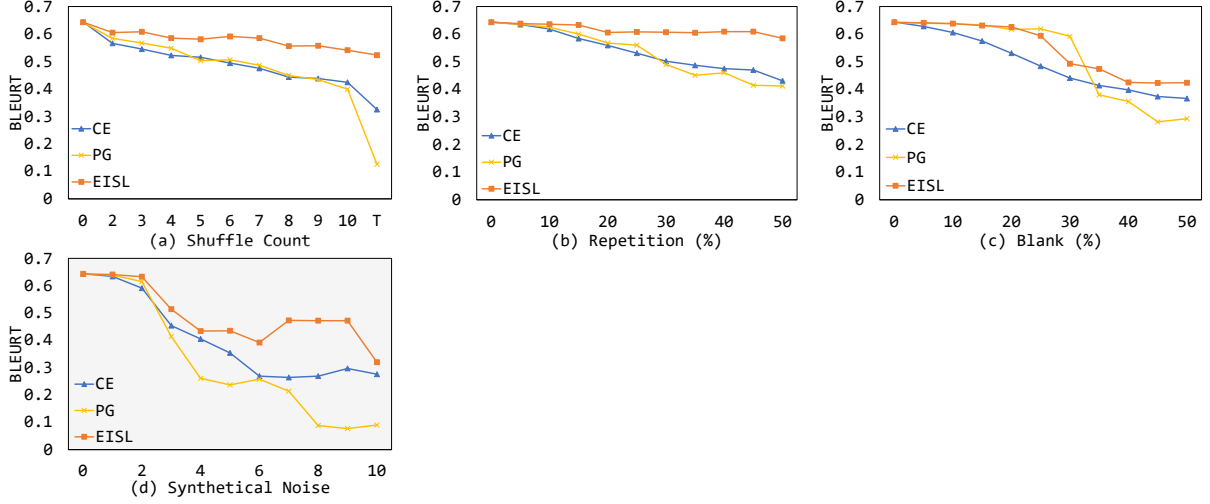 0.7
0.6
0.5
0.4
0.3
0.2
0.1
0
BLEURT
CE
PG
EISL
0 2 3 4 5 6 7 8 9 10 T
(a) Shuffle Count
0.7
0.6
0.5
0.4
0.3
0.2
0.1
0
BLEURT
CE
PG
EISL
0 10 20 30 40 50
(b) Repetition (%)
0.7
0.6
0.5
0.4
0.3
0.2
0.1
0
BLEURT
CE
PG
EISL
0 10 20 30 40 50
(c) Blank (%)
0.7
0.6
0.5
0.4
0.3
0.2
0.1
0
BLEURT
CE
PG
EISL
0 2 4 6 8 10
(d) Synthetical Noise